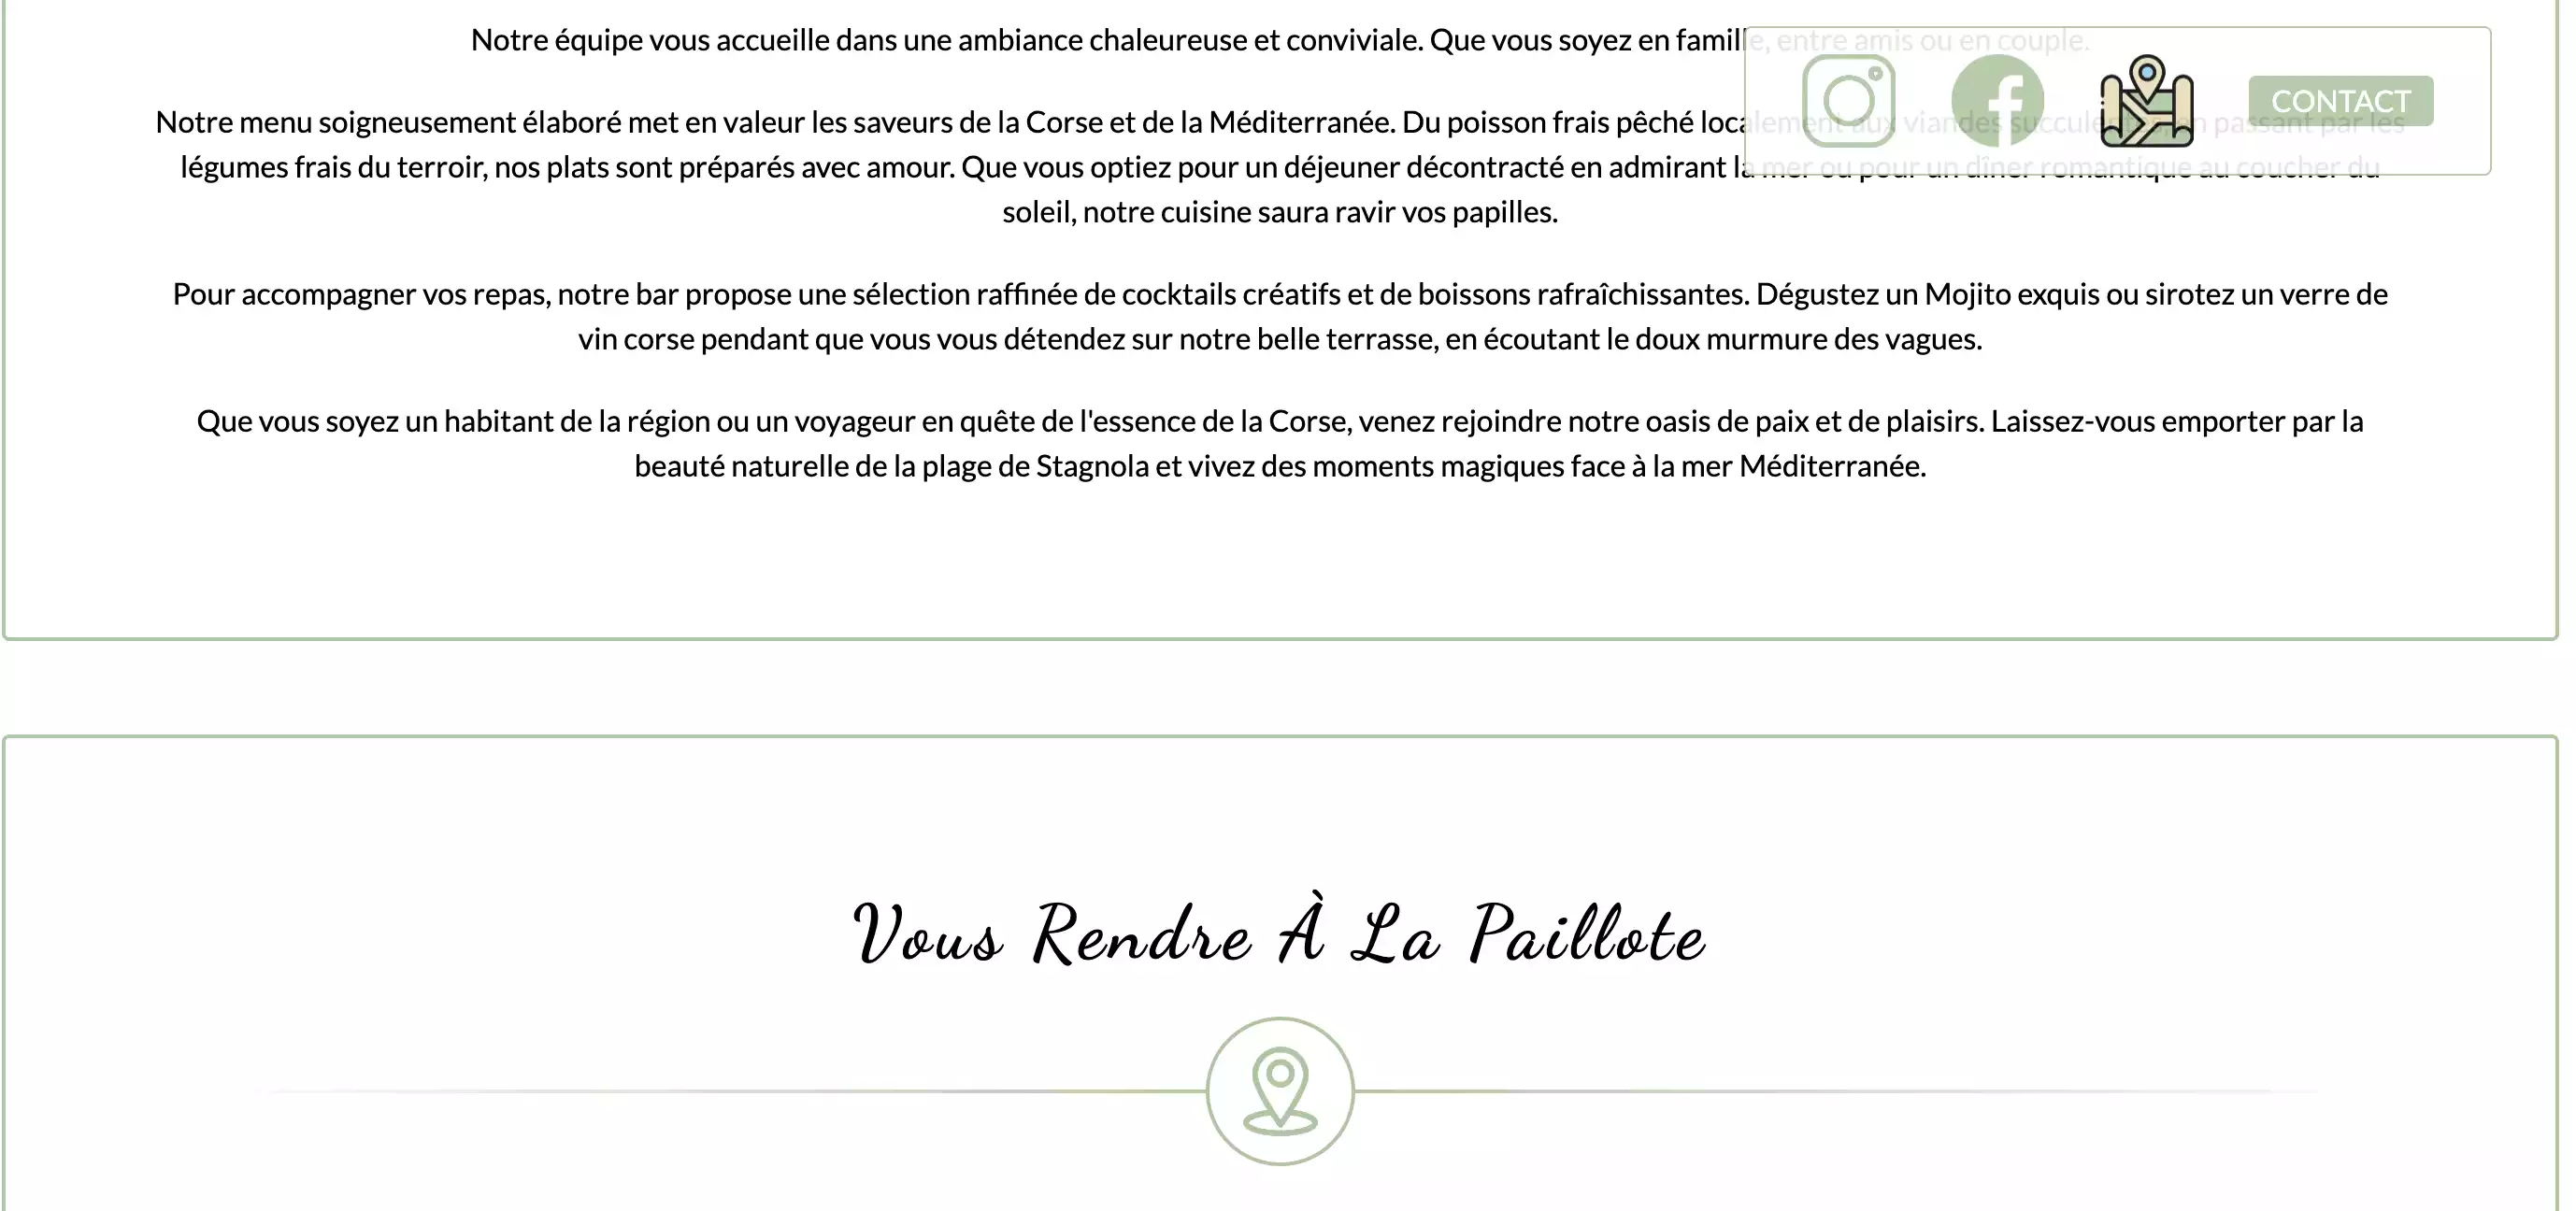 Notre équipe vous accueille dans une ambiance chaleureuse et conviviale. Que vous soyez en famille, entre amis ou en couple.
CONTACT
Notre menu soigneusement élaboré met en valeur les saveurs de la Corse et de la Méditerranée. Du poisson frais pêché localement aux viandes succulentes, en passant par les
légumes frais du terroir, nos plats sont préparés avec amour. Que vous optiez pour un déjeuner décontracté en admirant la mer ou pour un dîner romantique au coucher du
soleil, notre cuisine saura ravir vos papilles.
Pour accompagner vos repas, notre bar propose une sélection raffinée de cocktails créatifs et de boissons rafraîchissantes. Dégustez un Mojito exquis ou sirotez un verre de
vin corse pendant que vous vous détendez sur notre belle terrasse, en écoutant le doux murmure des vagues.
Que vous soyez un habitant de la région ou un voyageur en quête de l'essence de la Corse, venez rejoindre notre oasis de paix et de plaisirs. Laissez-vous emporter par la
beauté naturelle de la plage de Stagnola et vivez des moments magiques face à la mer Méditerranée.
Vous Rendre À La Paillote